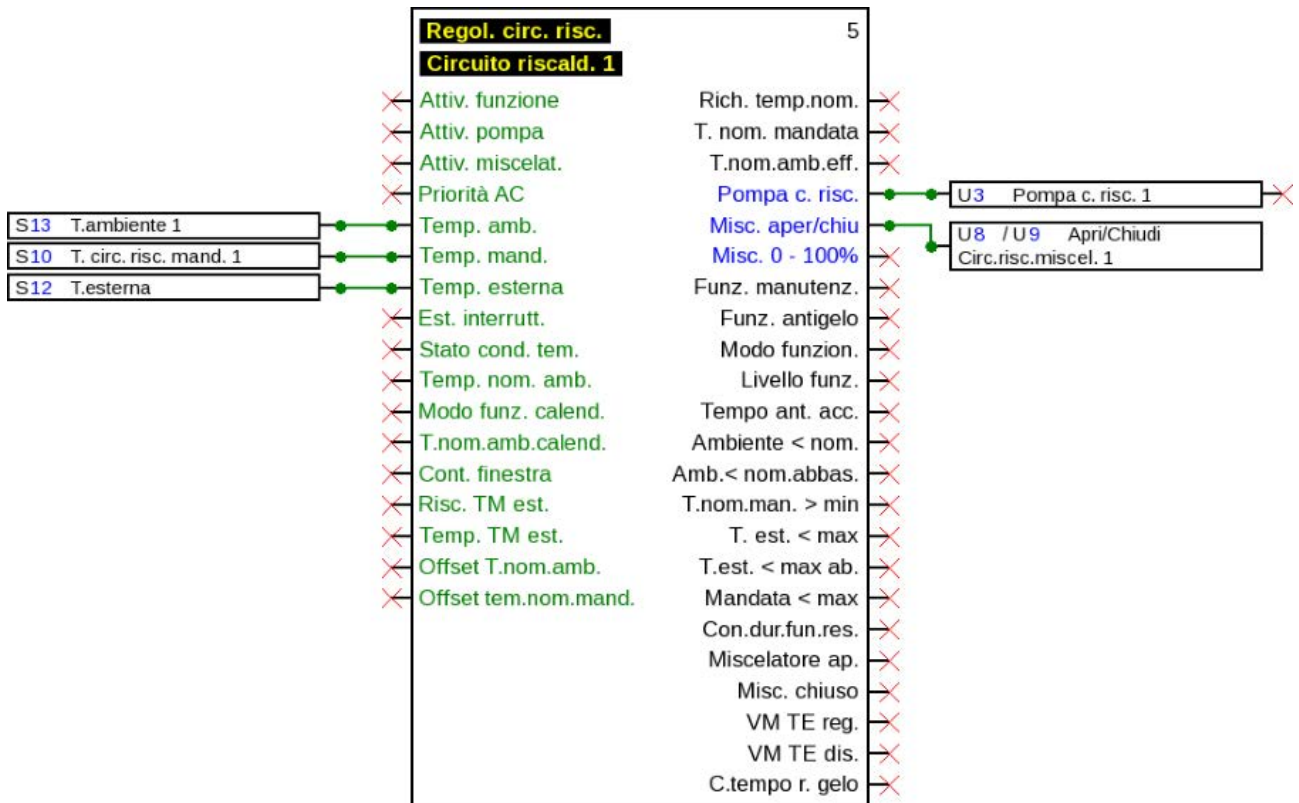 Regol. circ. risc. 5
Circuito riscald. 1
Attiv. funzione Rich. temp.nom.
Attiv. pompa T. nom. mandata
Attiv. miscelat. T.nom.amb.eff.
Priorità AC Pompa c. risc. U3 Pompa c. risc. 1
S13 T.ambiente 1 Temp. amb. Misc. aper/chiu U8 / U9 Apri/Chiudi
S10 T. circ. risc. mand. 1 Temp. mand. Misc. 0 - 100% Circ.risc.miscel. 1
S12 T.esterna Temp. esterna Funz. manutenz.
Est. interrutt. Funz. antigelo
Stato cond. tem. Modo funzion.
Temp. nom. amb. Livello funz.
Modo funz. calend. Tempo ant. acc.
T.nom.amb.calend. Ambiente < nom.
Cont. finestra Amb.< nom.abbas.
Risc. TM est. T.nom.man. > min
Temp. TM est. T. est. < max
Offset T.nom.amb. T.est. < max ab.
Offset tem.nom.mand. Mandata < max
Con.dur.fun.res.
Miscelatore ap.
Misc. chiuso
VM TE reg.
VM TE dis.
C.tempo r. gelo